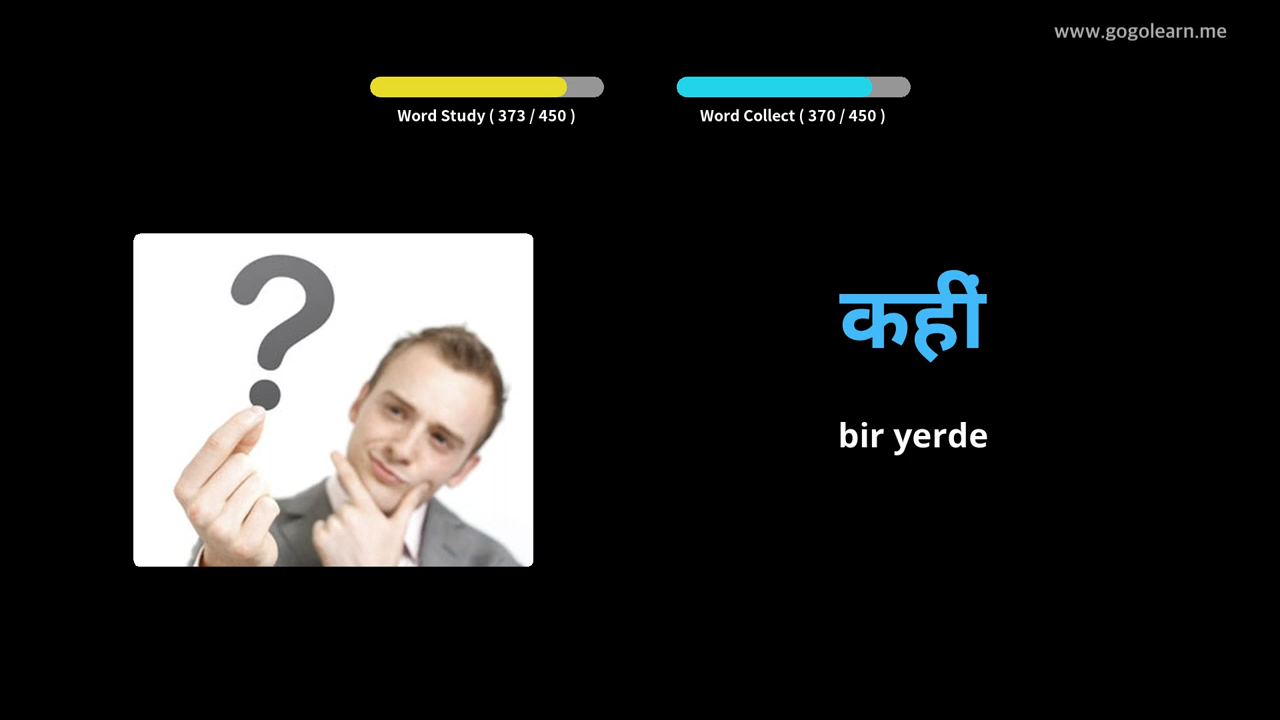 www.gogolearn.me
Word Study ( 373 / 450 )
Word Collect ( 370 / 450 )
?
कहीं
bir yerde